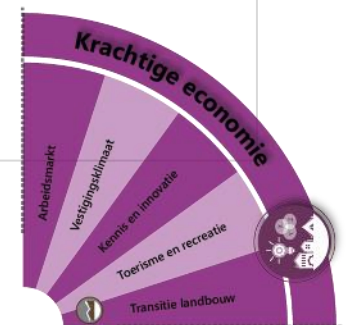 Krachtige economie
Arbeidsmarkt
Vestigingsklimaat
Kennis en innovatie
Toerisme en recreatie
Transitie landbouw